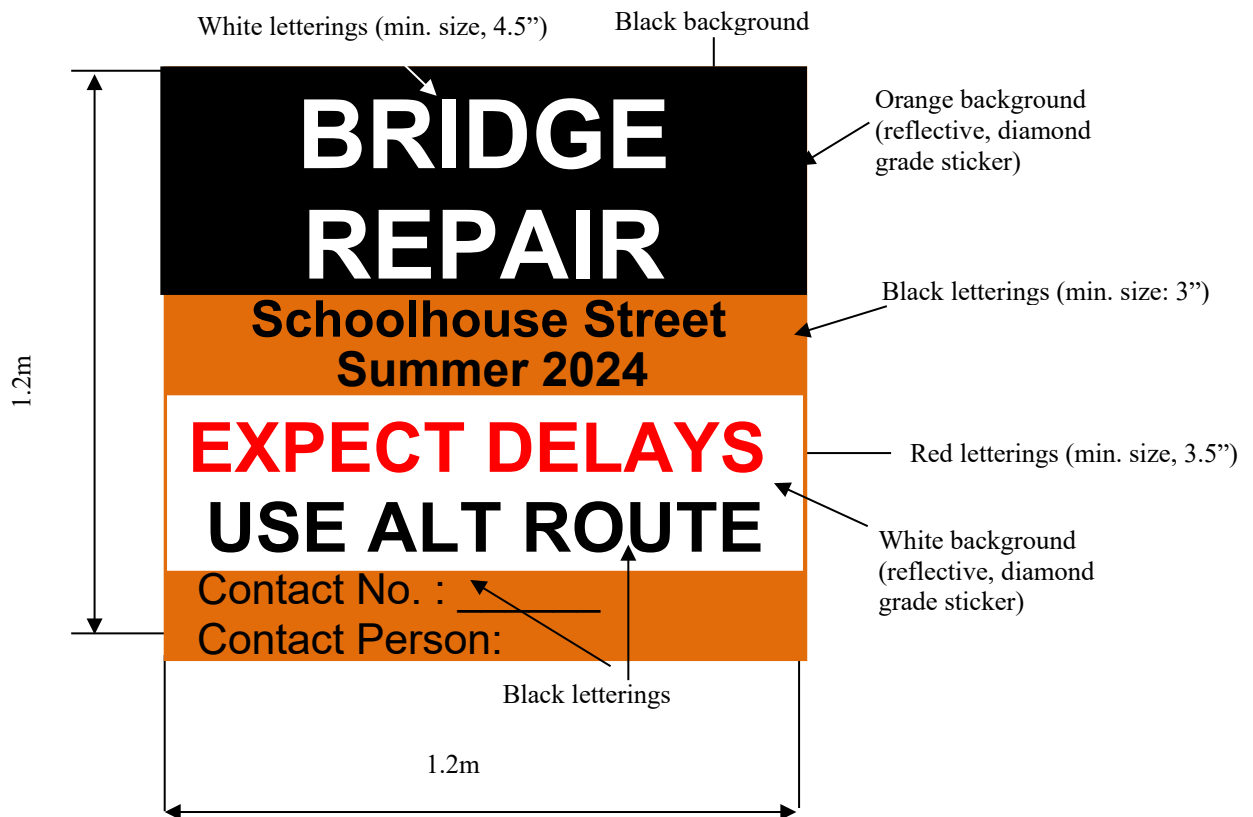 White letterings (min. size, 4.5”)
Black background
BRIDGE
REPAIR
Orange background
(reflective, diamond
grade sticker)
Schoolhouse Street
Summer 2024
Black letterings (min. size: 3”)
1.2m
EXPECT DELAYS
Red letterings (min. size, 3.5”)
USE ALT ROUTE
White background
(reflective, diamond
grade sticker)
Contact No. : ________
Contact Person:
Black letterings
1.2m